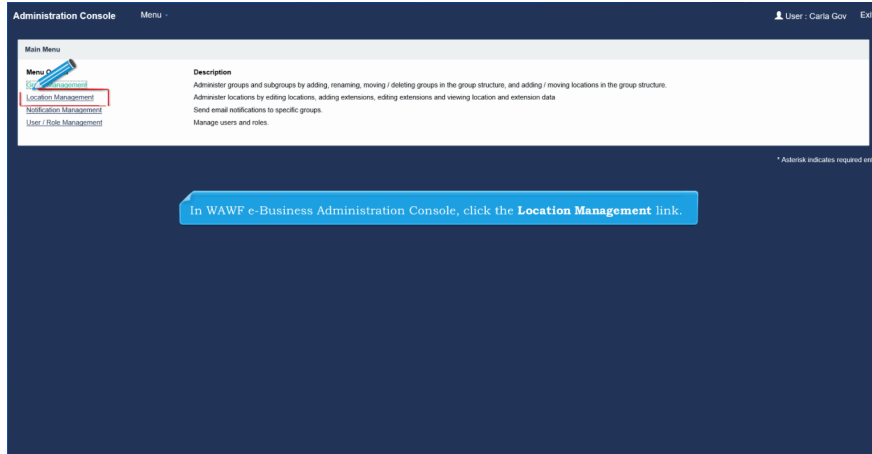 Administration Console Menu User : Carla Gov
Main Menu
Menu Description
Management Administer groups and subgroups by adding, renaming, moving / deleting groups in the group structure, and adding / moving locations in the group structure.
Location Management Administer locations by editing locations, adding extensions, editing extensions and viewing location and extension data
Notification Management Send email notifications to specific groups.
User / Role Management Manage users and roles.
* Asterisk indicates required
In WAWF e-Business Administration Console, click the Location Management link.